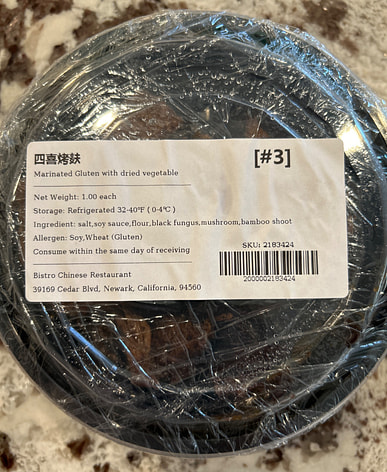 四喜烤麸
[#3]
Marinated Gluten with dried vegetable
Net Weight: 1.00 each
Storage: Refrigerated 32-40℉ ( 0-4℃ )
Ingredient: salt,soy sauce,flour,black fungus,mushroom,bamboo shoot
Allergen: Soy,Wheat (Gluten)
Consume within the same day of receiving
SKU: 2183424
2000002183424
Bistro Chinese Restaurant
39169 Cedar Blvd, Newark, California, 94560